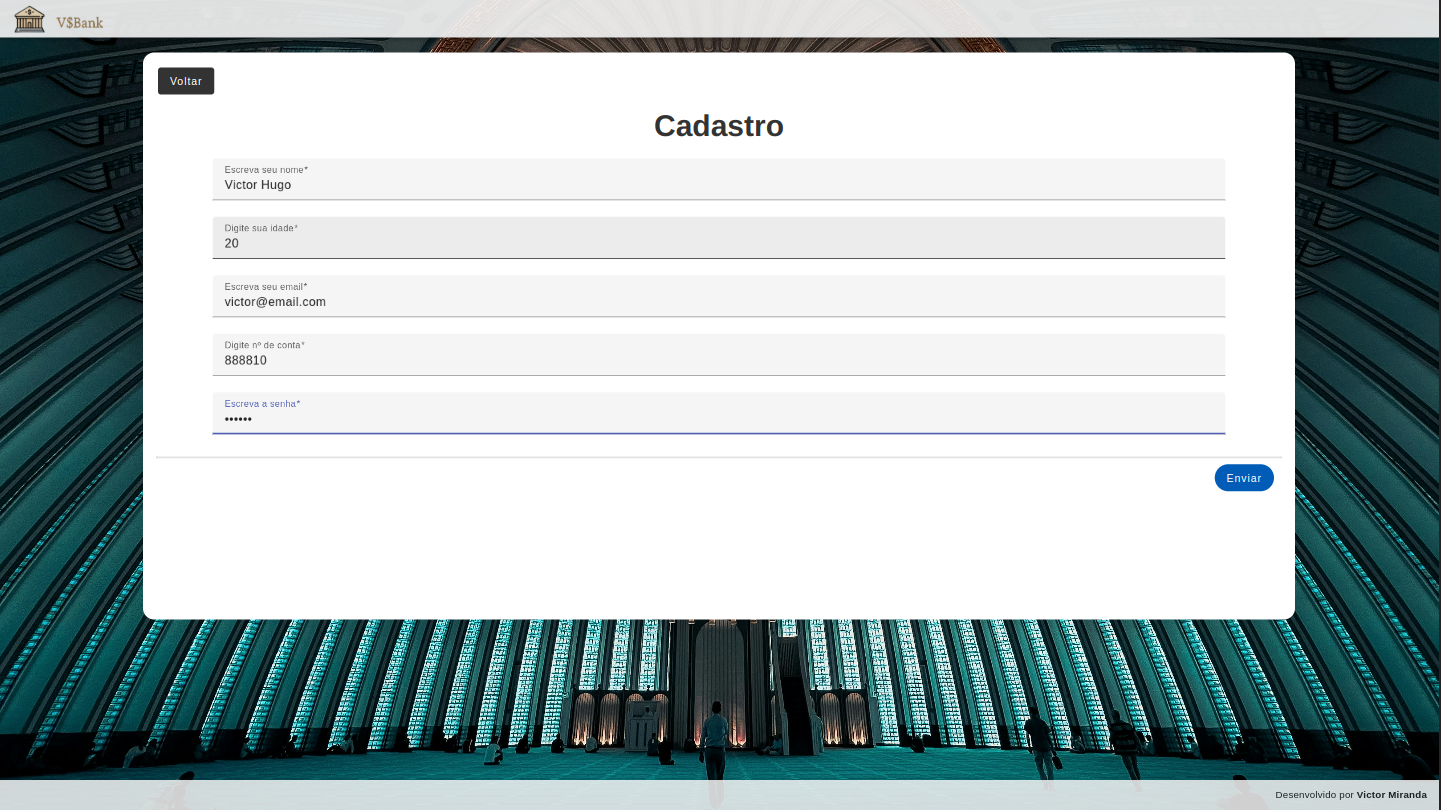 V$Bank
Voltar
Cadastro
Escreva seu nome*
Victor Hugo
Digite sua idade*
20
Escreva seu email*
victor@email.com
Digite nº de conta*
888810
Escreva a senha*
••••••
Enviar
Desenvolvido por Victor Miranda